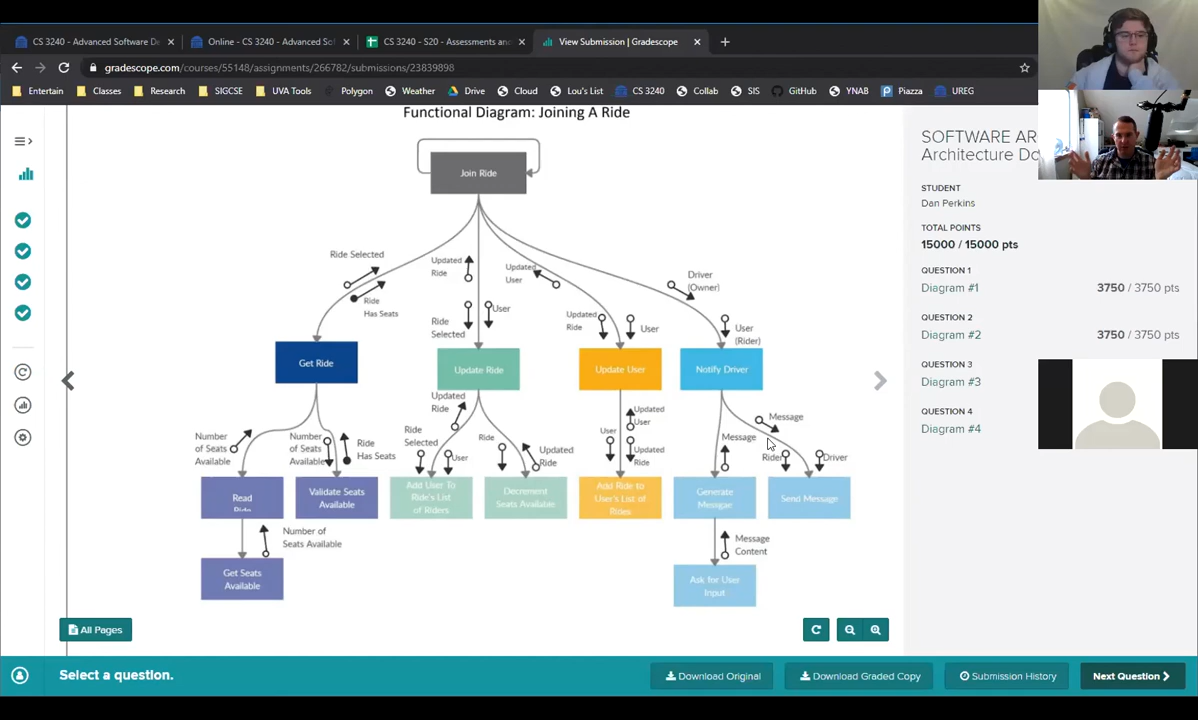 CS 3240 - Advanced Software De
Online - CS 3240 - Advanced Sof
CS 3240 - S20 - Assessments and
View Submission | Gradescope
gradescope.com/courses/55148/assignments/266782/submissions/23839898
Entertain
Classes
Research
SIGCSE
UVA Tools
Polygon
Weather
Drive
Cloud
Lou's List
CS 3240
Collab
SIS
GitHub
YNAB
Piazza
UREG
Functional Diagram: Joining A Ride
Join Ride
Ride Selected
Ride
Has Seats
Updated
Ride
Ride
Selected
User
Updated
User
Updated
Ride
User
Driver
(Owner)
User
(Rider)
Get Ride
Update Ride
Update User
Notify Driver
Number
of Seats
Available
Number
of Seats
Available
Ride
Has Seats
Updated
Ride
Ride
Selected
User
Ride
Updated
Ride
User
Updated
User
Updated
Ride
Message
Message
Rider
Driver
Read
Validate Seats
Available
Add User To
Ride's List
of Riders
Decrement
Seats Available
Add Ride to
User's List of
Rides
Generate
Message
Send Message
Number of
Seats Available
Message
Content
Get Seats
Available
Ask for User
Input
All Pages
SOFTWARE AR
Architecture Do
STUDENT
Dan Perkins
TOTAL POINTS
15000 / 15000 pts
QUESTION 1
Diagram #1 3750 / 3750 pts
QUESTION 2
Diagram #2 3750 / 3750 pts
QUESTION 3
Diagram #3
QUESTION 4
Diagram #4
Select a question.
Download Original
Download Graded Copy
Submission History
Next Question